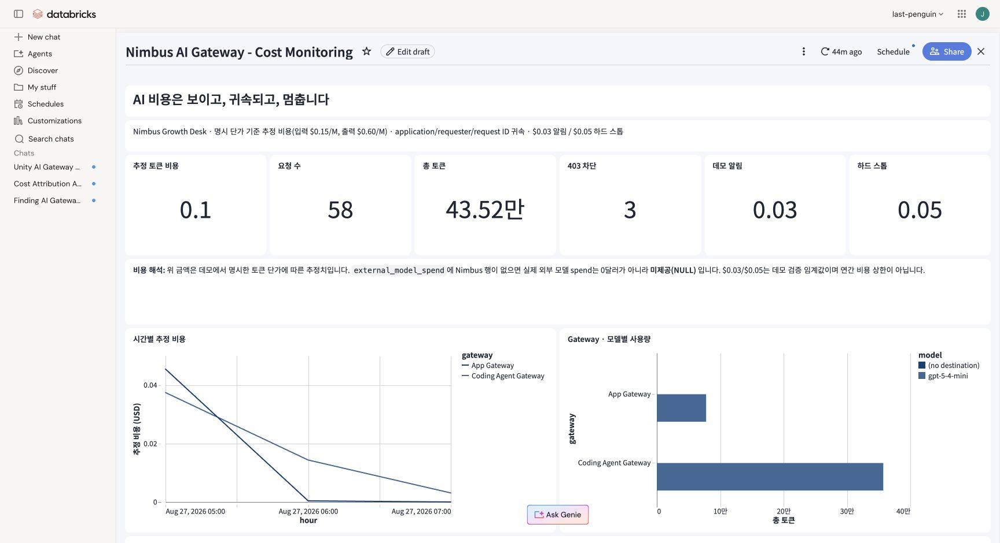 databricks
last-penguin
J
New chat
Agents
Discover
My stuff
Schedules
Customizations
Search chats
Chats
Unity AI Gateway ...
Cost Attribution A...
Finding AI Gatewa...
Nimbus AI Gateway - Cost Monitoring
Edit draft
44m ago
Schedule
Share
AI 비용은 보이고, 귀속되고, 멈춥니다
Nimbus Growth Desk · 명시 단가 기준 추정 비용(입력 $0.15/M, 출력 $0.60/M) · application/requester/request ID 귀속 · $0.03 알림 / $0.05 하드 스톱
추정 토큰 비용
0.1
요청 수
58
총 토큰
43.52만
403 차단
3
데모 알림
0.03
하드 스톱
0.05
비용 해석: 위 금액은 데모에서 명시한 토큰 단가에 따른 추정치입니다. external_model_spend 에 Nimbus 행이 없으면 실제 외부 모델 spend는 0달러가 아니라 미제공(NULL) 입니다. $0.03/$0.05는 데모 검증 임계값이며 연간 비용 상한이 아닙니다.
시간별 추정 비용
gateway
App Gateway
Coding Agent Gateway
추정 비용 (USD)
0.04
0.02
0
Aug 27, 2026 05:00
Aug 27, 2026 06:00
Aug 27, 2026 07:00
hour
Gateway · 모델별 사용량
model
(no destination)
gpt-5-4-mini
gateway
App Gateway
Coding Agent Gateway
0
10만
20만
30만
40만
총 토큰
Ask Genie